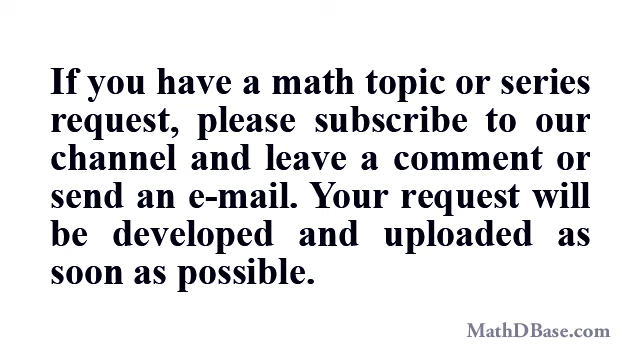 If you have a math topic or series
request, please subscribe to our
channel and leave a comment or
send an e-mail. Your request will
be developed and uploaded as
soon as possible.
MathDBase.com